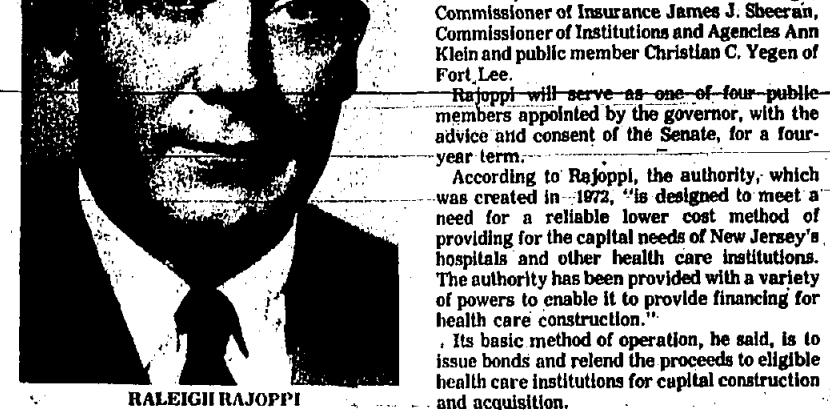 Commissioner of Insurance James J. Sheeran,
Commissioner of Institutions and Agencies Ann
Klein and public member Christian C. Yegen of
Fort Lee.
Rajoppi will serve as one of four public
members appointed by the governor, with the
advice and consent of the Senate, for a four-
year term.
According to Rajoppi, the authority, which
was created in 1972, "is designed to meet a
need for a reliable lower cost method of
providing for the capital needs of New Jersey's
hospitals and other health care institutions.
The authority has been provided with a variety
of powers to enable it to provide financing for
health care construction."
Its basic method of operation, he said, is to
issue bonds and relend the proceeds to eligible
health care institutions for capital construction
and acquisition.
RALEIGH RAJOPPI